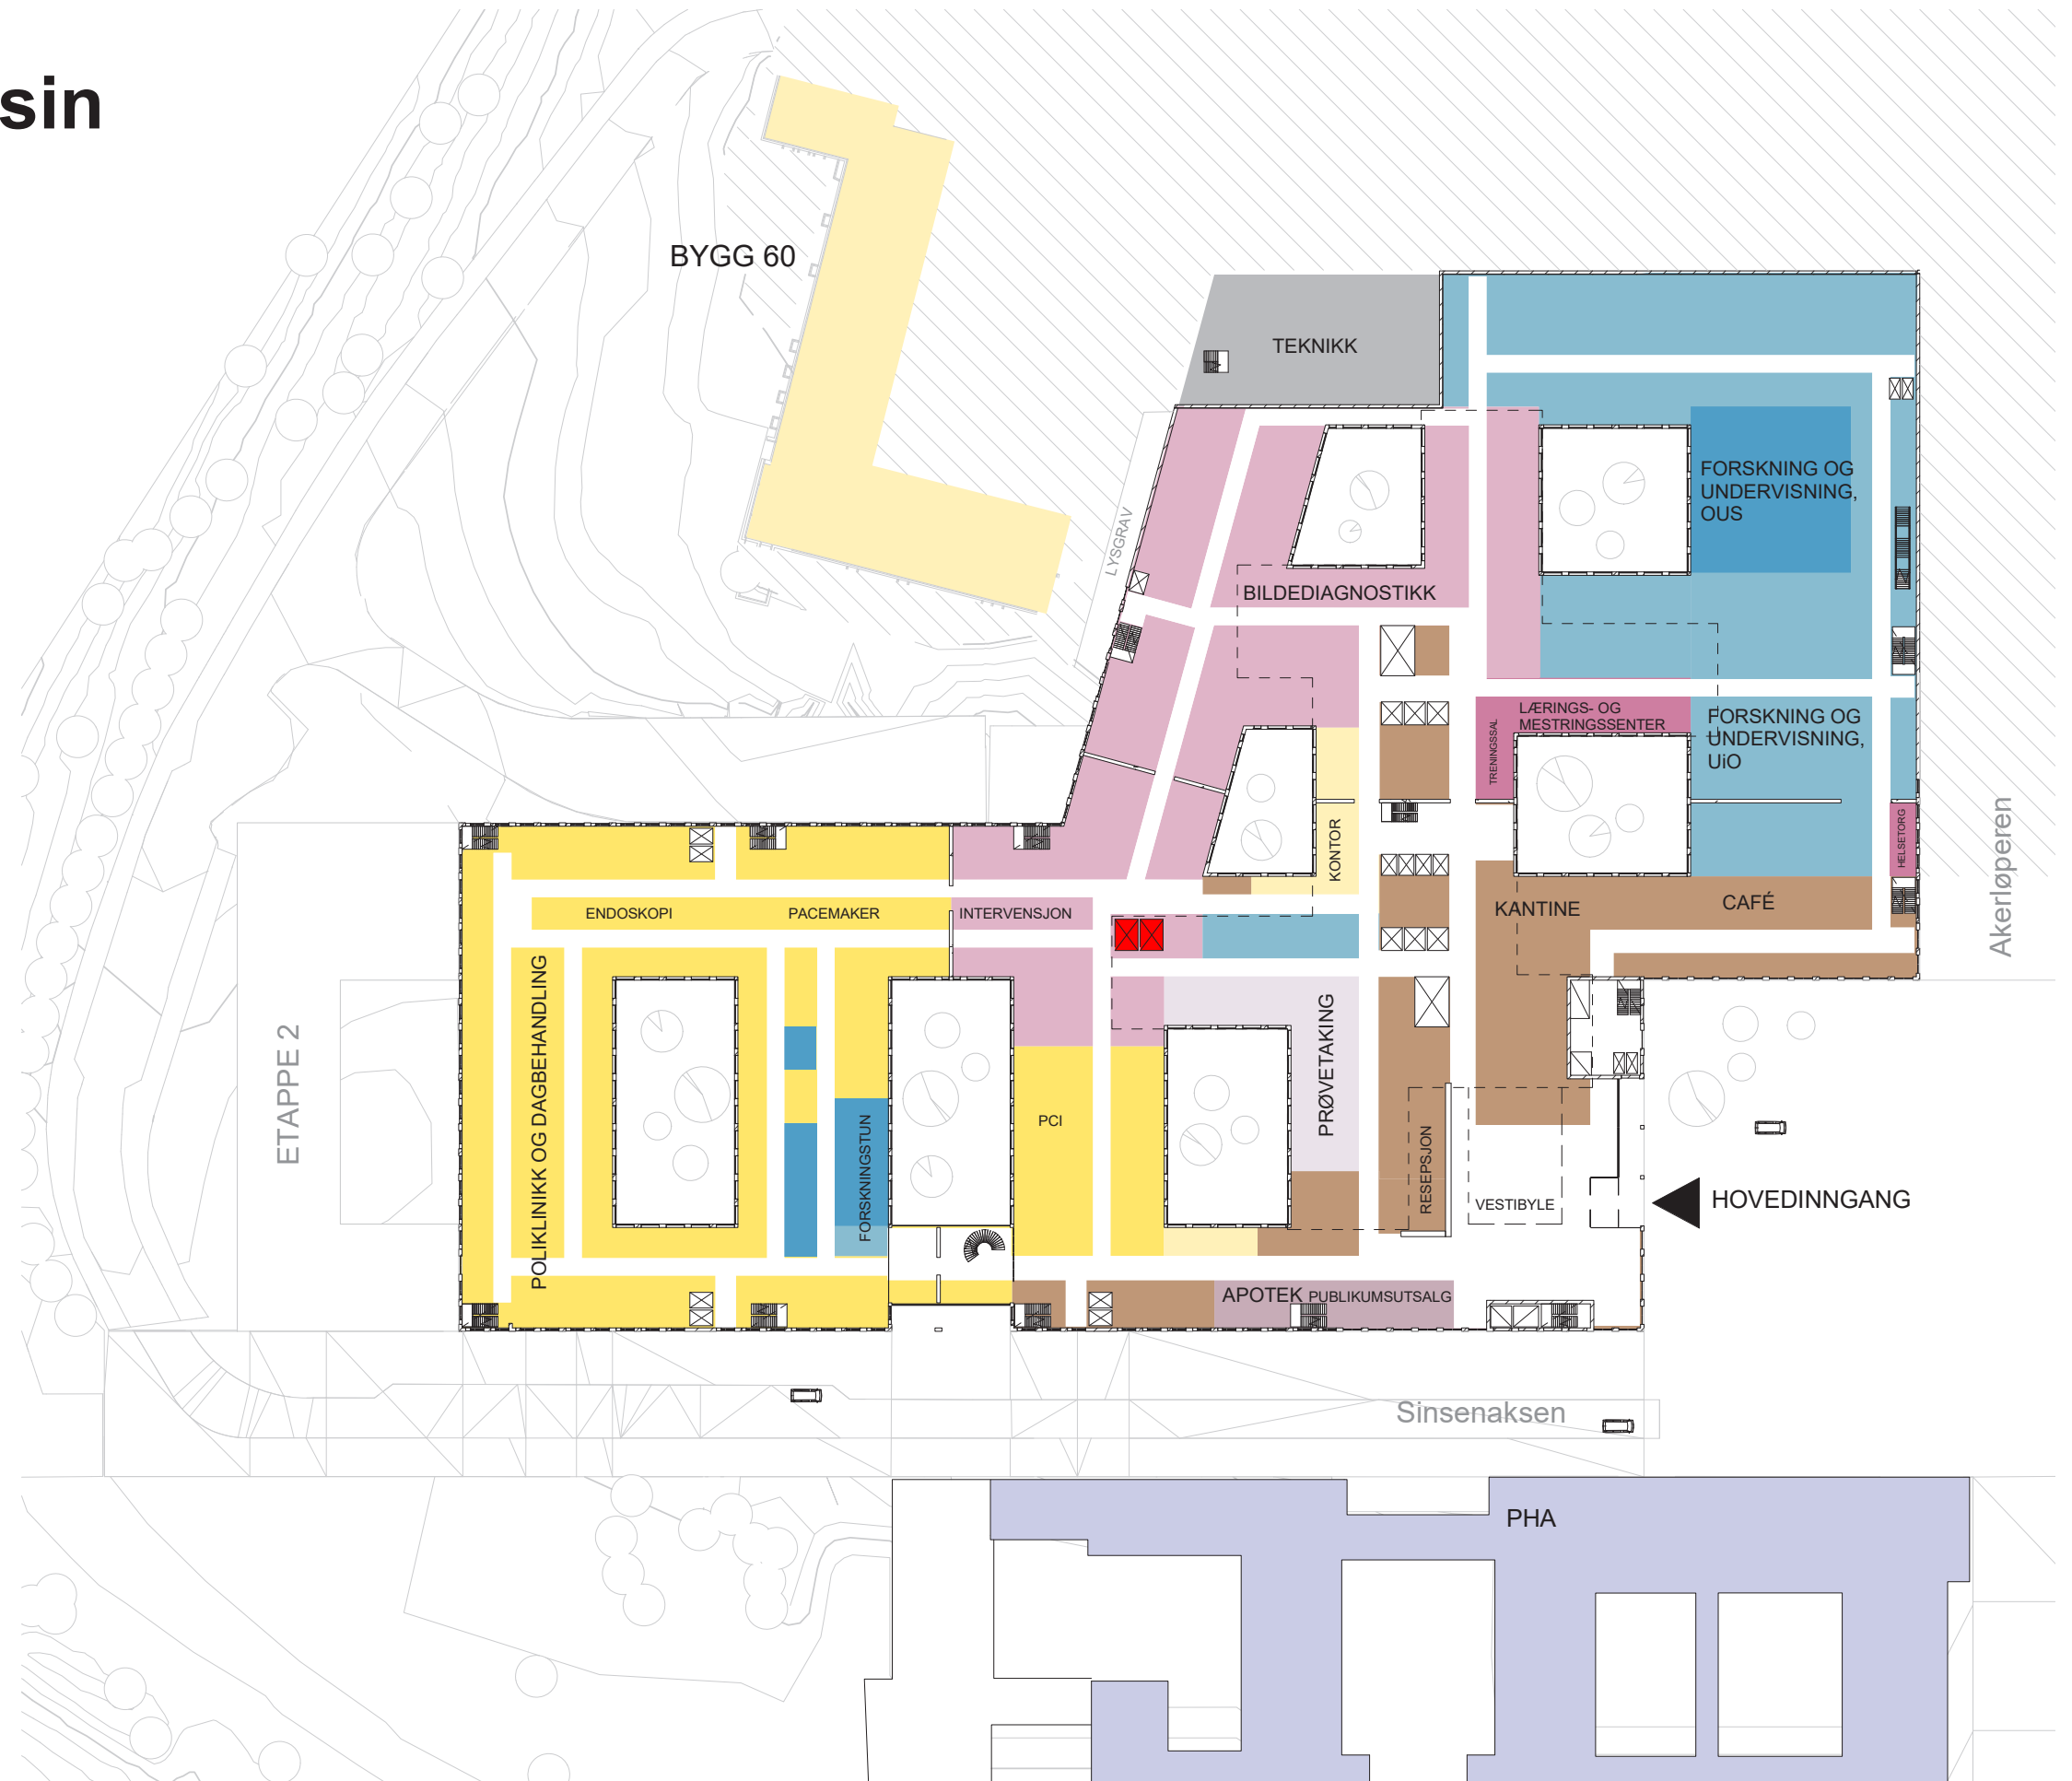 sin
BYGG 60
TEKNIKK
FORSKNING OG
UNDERVISNING,
OUS
LYSGRAV
BILDEDIAGNOSTIKK
LÆRINGS- OG
MESTRINGSSENTER
TRENINGSSAL
FORSKNING OG
UNDERVISNING,
UiO
KONTOR
HELSETORG
Akerløperen
ENDOSKOPI
PACEMAKER
INTERVENSJON
KANTINE
CAFÉ
ETAPPE 2
POLIKLINIKK OG DAGBEHANDLING
FORSKNINGSTUN
PCI
PRØVETAKING
RESEPSJON
VESTIBYLE
HOVEDINNGANG
APOTEK PUBLIKUMSUTSALG
Sinsenaksen
PHA